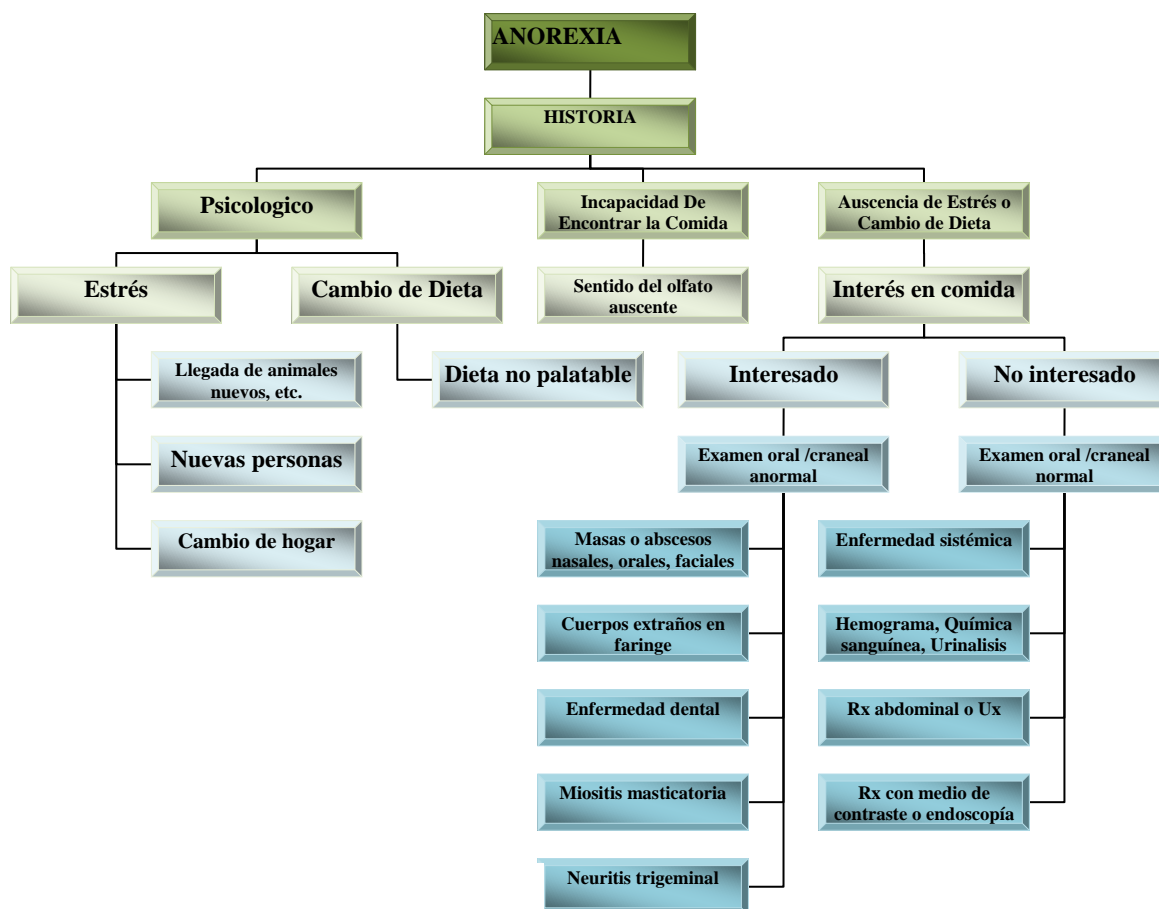 ANOREXIA
HISTORIA
Psicologico
Incapacidad De
Encontrar la Comida
Auscencia de Estrés o
Cambio de Dieta
Estrés
Cambio de Dieta
Sentido del olfato
auscente
Interés en comida
Llegada de animales
nuevos, etc.
Dieta no palatable
Interesado
No interesado
Nuevas personas
Examen oral /craneal
anormal
Examen oral /craneal
normal
Cambio de hogar
Masas o abscesos
nasales, orales, faciales
Enfermedad sistémica
Cuerpos extraños en
faringe
Hemograma, Química
sanguínea, Urinalisis
Enfermedad dental
Rx abdominal o Ux
Miositis masticatoria
Rx con medio de
contraste o endoscopía
Neuritis trigeminal